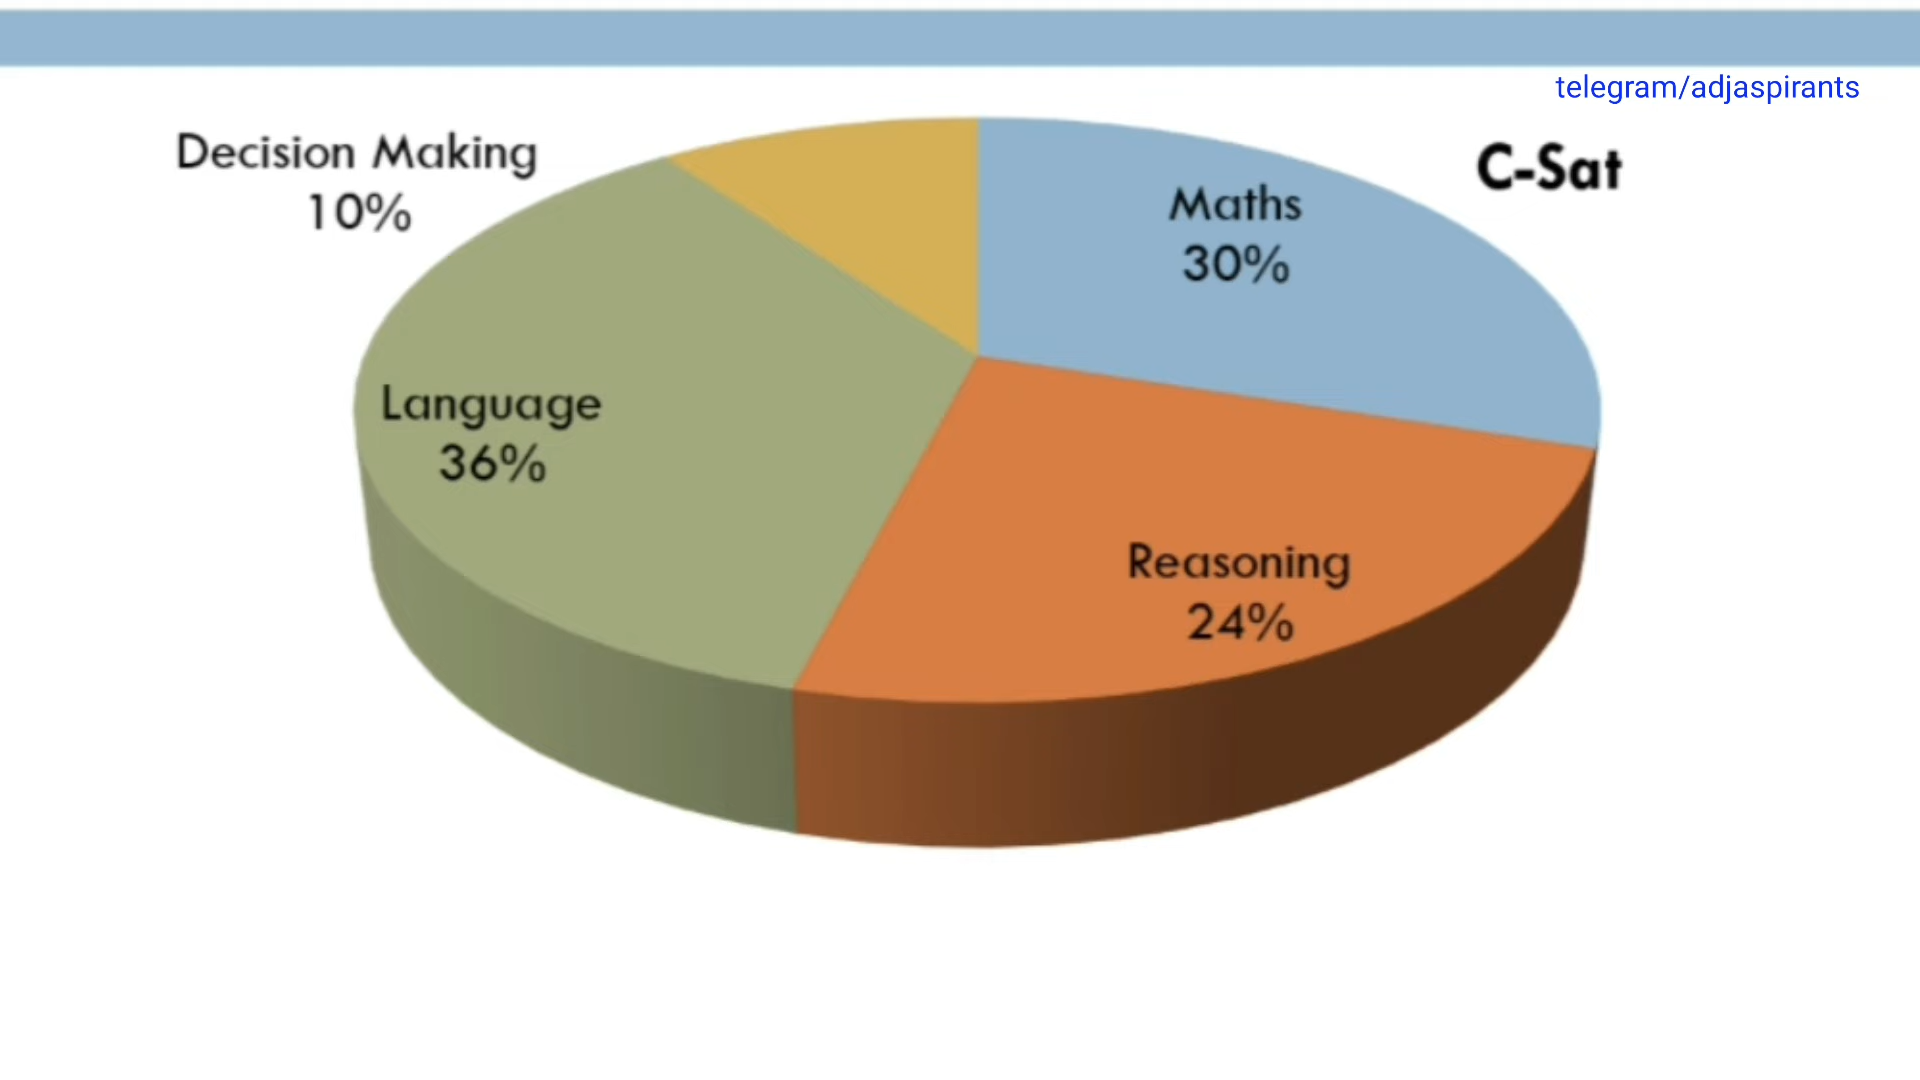 telegram/adjaspirants
C-Sat
Decision Making
10%
Maths
30%
Language
36%
Reasoning
24%